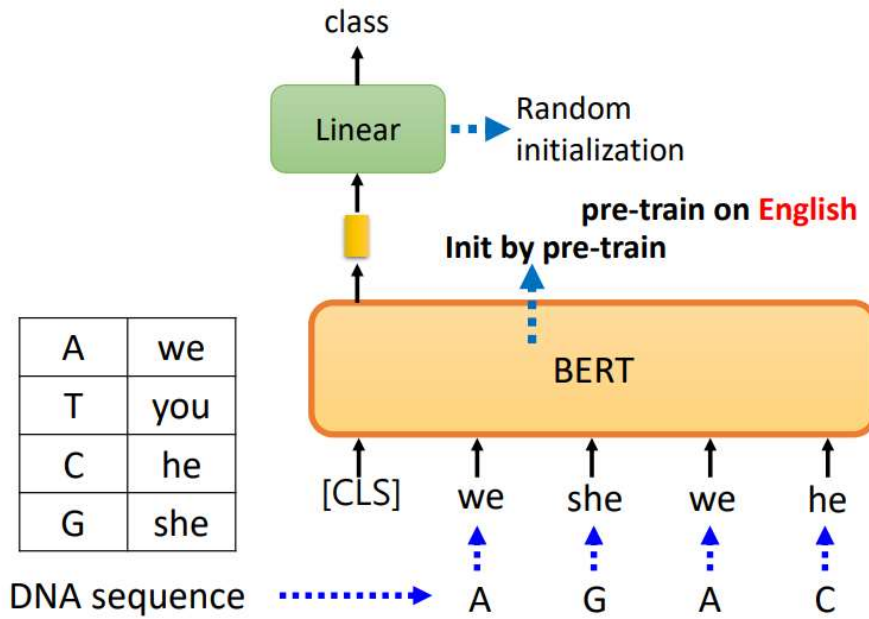 class
Linear
Random
initialization
pre-train on English
Init by pre-train
BERT
A we
T you
C he
G she
[CLS] we she we he
DNA sequence A G A C